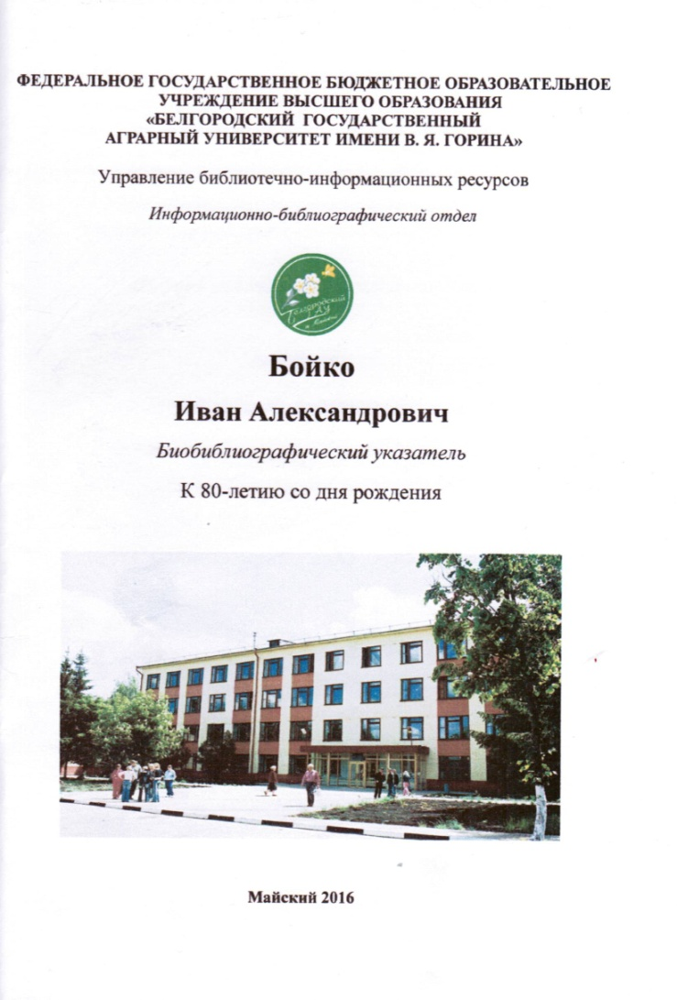 ФЕДЕРАЛЬНОЕ ГОСУДАРСТВЕННОЕ БЮДЖЕТНОЕ ОБРАЗОВАТЕЛЬНОЕ
УЧРЕЖДЕНИЕ ВЫСШЕГО ОБРАЗОВАНИЯ
«БЕЛГОРОДСКИЙ ГОСУДАРСТВЕННЫЙ
АГРАРНЫЙ УНИВЕРСИТЕТ ИМЕНИ В. Я. ГОРИНА»
Управление библиотечно-информационных ресурсов
Информационно-библиографический отдел
Белгородский
ГАУ
Бойко
Иван Александрович
Биобиблиографический указатель
К 80-летию со дня рождения
Майский 2016